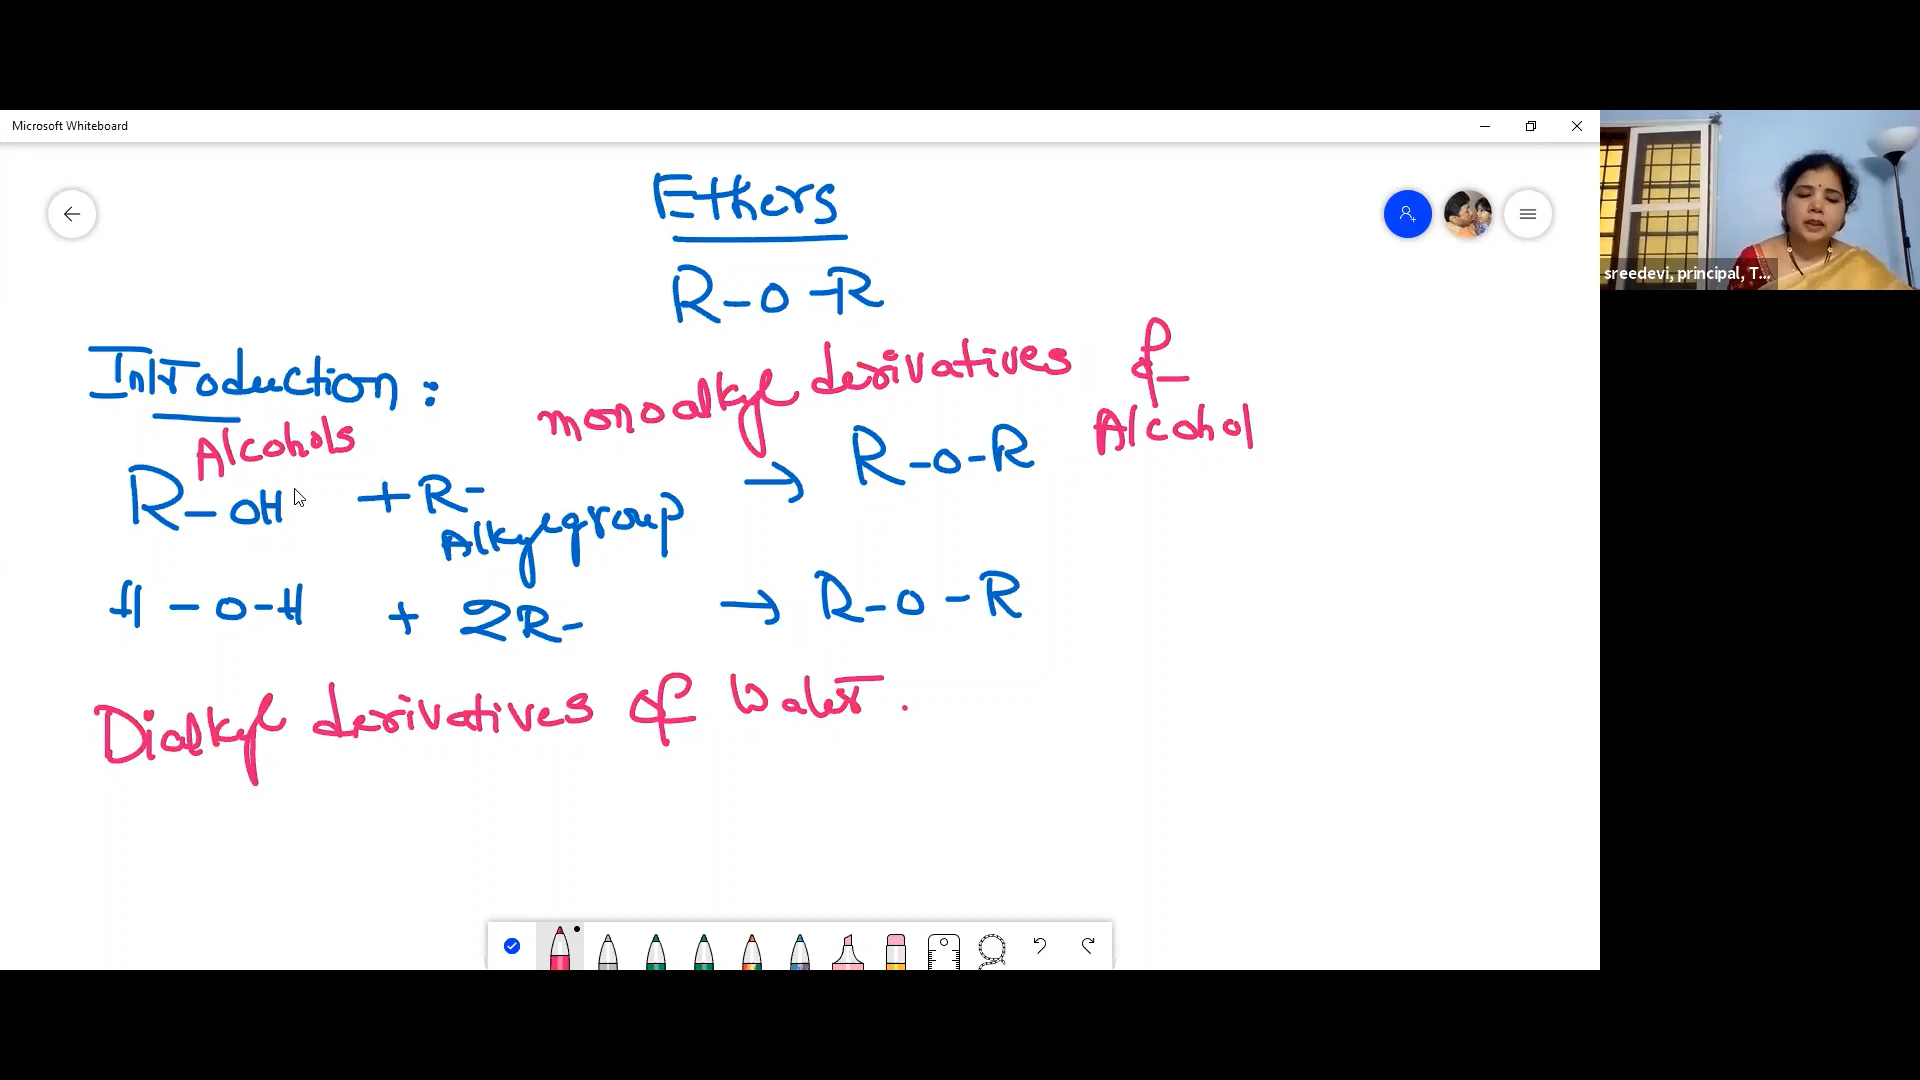 Microsoft Whiteboard
Ethers
R-O-R
Introduction:
monoalkyl derivatives of
Alcohol
Alcohols
R-OH + R- → R-O-R
Alkyl group
H-O-H + 2R- → R-O-R
Dialkyl derivatives of Water.
sreedevi, principal, T...